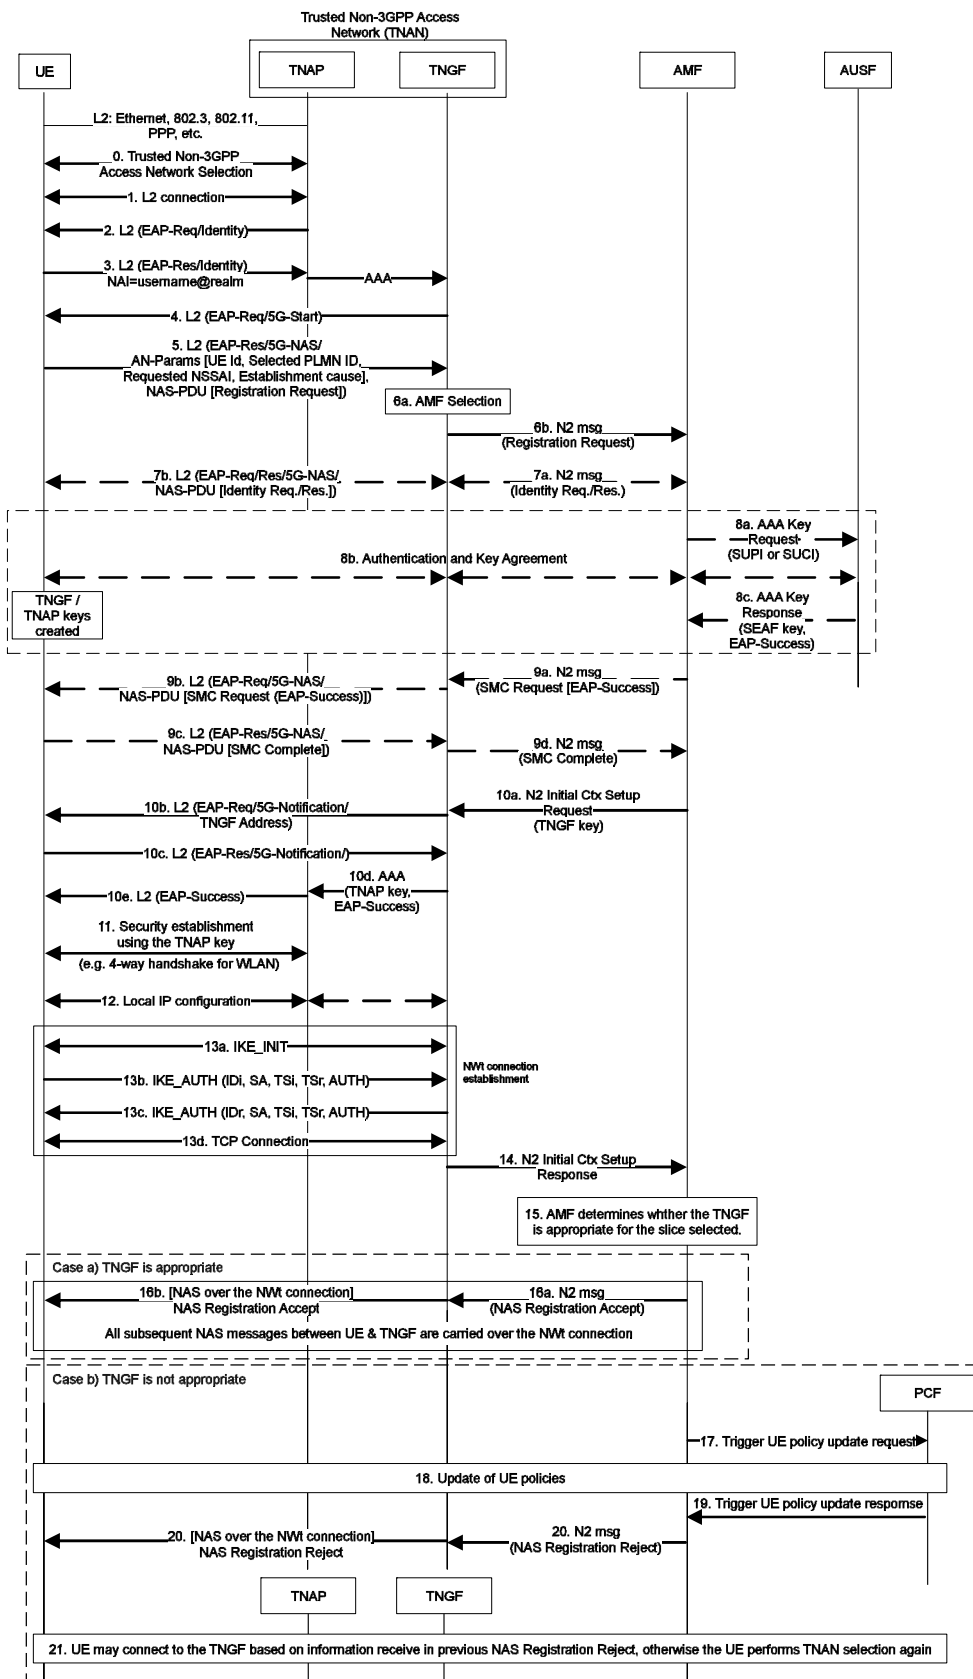 Trusted Non-3GPP Access
Network (TNAN)
UE
TNAP
TNGF
AMF
AUSF
L2: Ethernet, 802.3, 802.11,
PPP, etc.
0. Trusted Non-3GPP
Access Network Selection
1. L2 connection
2. L2 (EAP-Req/Identity)
3. L2 (EAP-Res/Identity)
NAI=username@realm
AAA
4. L2 (EAP-Req/5G-Start)
5. L2 (EAP-Res/5G-NAS/
AN-Params [UE Id, Selected PLMN ID,
Requested NSSAI, Establishment cause],
NAS-PDU [Registration Request])
6a. AMF Selection
6b. N2 msg
(Registration Request)
7b. L2 (EAP-Req/Res/5G-NAS/
NAS-PDU [Identity Req./Res.])
7a. N2 msg
(Identity Req./Res.)
8a. AAA Key
Request
(SUPI or SUCI)
8b. Authentication and Key Agreement
TNGF /
TNAP keys
created
8c. AAA Key
Response
(SEAF key,
EAP-Success)
9b. L2 (EAP-Req/5G-NAS/
NAS-PDU [SMC Request (EAP-Success)])
9a. N2 msg
(SMC Request [EAP-Success])
9c. L2 (EAP-Res/5G-NAS/
NAS-PDU [SMC Complete])
9d. N2 msg
(SMC Complete)
10a. N2 Initial Ctx Setup
Request
(TNGF key)
10b. L2 (EAP-Req/5G-Notification/
TNGF Address)
10c. L2 (EAP-Res/5G-Notification/)
10d. AAA
(TNAP key,
EAP-Success)
10e. L2 (EAP-Success)
11. Security establishment
using the TNAP key
(e.g. 4-way handshake for WLAN)
12. Local IP configuration
13a. IKE_INIT
13b. IKE_AUTH (IDi, SA, TSi, TSr, AUTH)
13c. IKE_AUTH (IDr, SA, TSi, TSr, AUTH)
13d. TCP Connection
NWt connection
establishment
14. N2 Initial Ctx Setup
Response
15. AMF determines whther the TNGF
is appropriate for the slice selected.
Case a) TNGF is appropriate
16b. [NAS over the NWt connection]
NAS Registration Accept
16a. N2 msg
(NAS Registration Accept)
All subsequent NAS messages between UE & TNGF are carried over the NWt connection
Case b) TNGF is not appropriate
PCF
17. Trigger UE policy update request
18. Update of UE policies
19. Trigger UE policy update response
20. [NAS over the NWt connection]
NAS Registration Reject
20. N2 msg
(NAS Registration Reject)
TNAP
TNGF
21. UE may connect to the TNGF based on information receive in previous NAS Registration Reject, otherwise the UE performs TNAN selection again